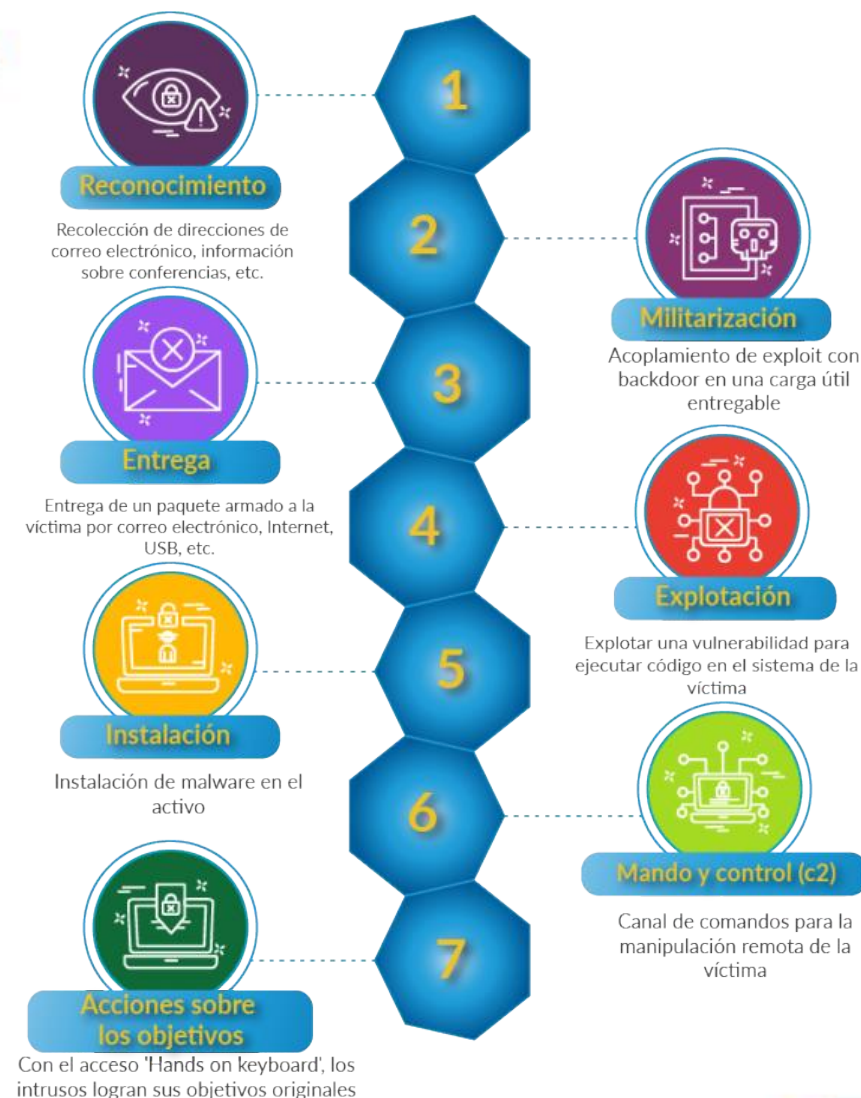 1
Reconocimiento
Recolección de direcciones de
correo electrónico, información
sobre conferencias, etc.
2
Militarización
Acoplamiento de exploit con
backdoor en una carga útil
entregable
3
Entrega
Entrega de un paquete armado a la
víctima por correo electrónico, Internet,
USB, etc.
4
Explotación
Explotar una vulnerabilidad para
ejecutar código en el sistema de la
víctima
5
Instalación
Instalación de malware en el
activo
6
Mando y control (c2)
Canal de comandos para la
manipulación remota de la
víctima
7
Acciones sobre
los objetivos
Con el acceso 'Hands on keyboard', los
intrusos logran sus objetivos originales